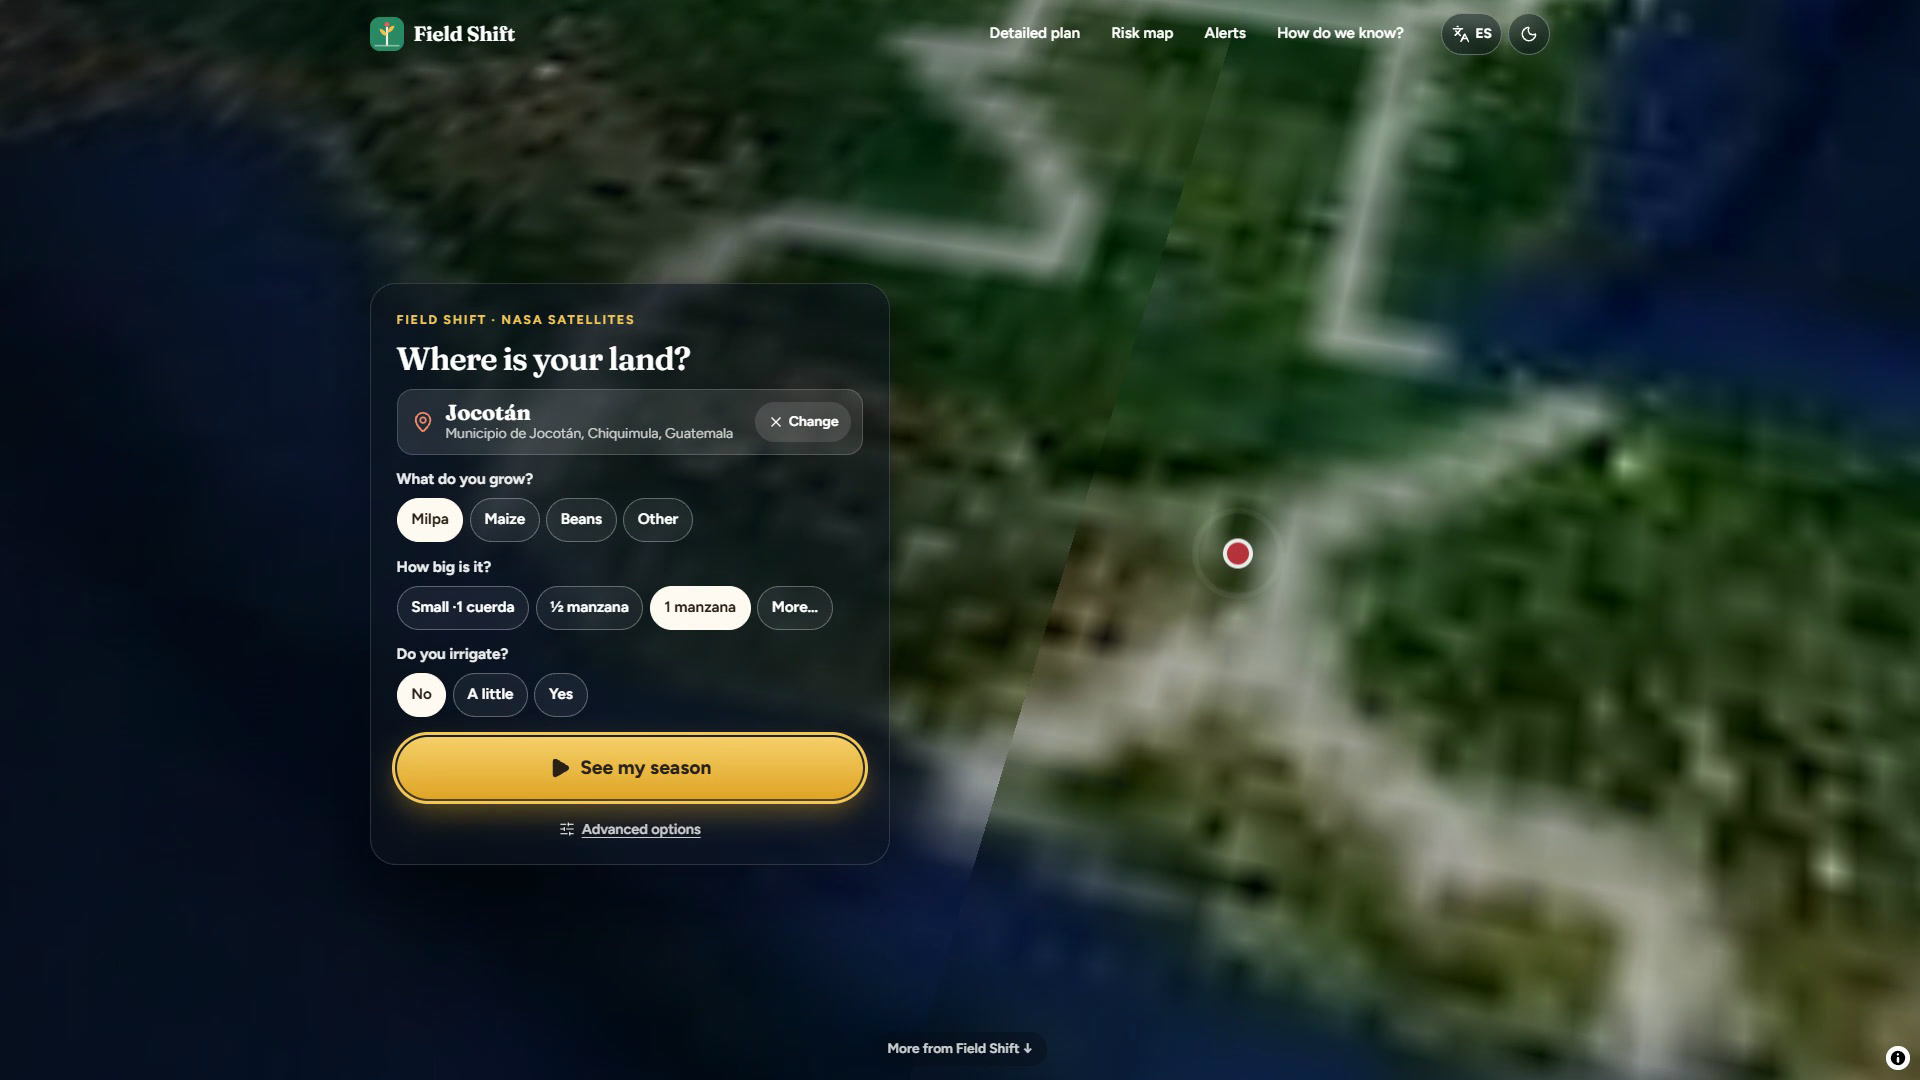 Field Shift
Detailed plan
Risk map
Alerts
How do we know?
ES
FIELD SHIFT · NASA SATELLITES
Where is your land?
Jocotán
Municipio de Jocotán, Chiquimula, Guatemala
Change
What do you grow?
Milpa
Maize
Beans
Other
How big is it?
Small ·1 cuerda
½ manzana
1 manzana
More...
Do you irrigate?
No
A little
Yes
See my season
Advanced options
More from Field Shift ↓